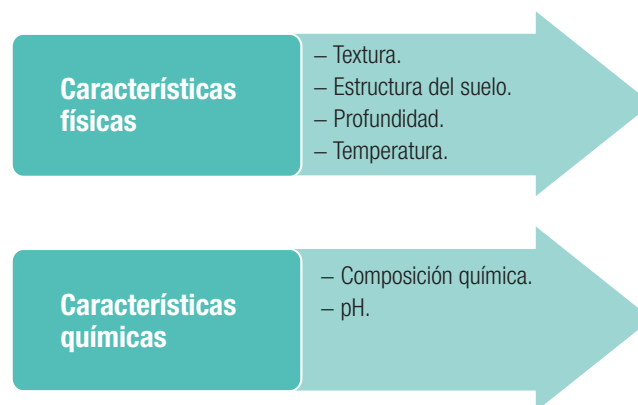 Características
físicas
– Textura.
– Estructura del suelo.
– Profundidad.
– Temperatura.
Características
químicas
– Composición química.
– pH.